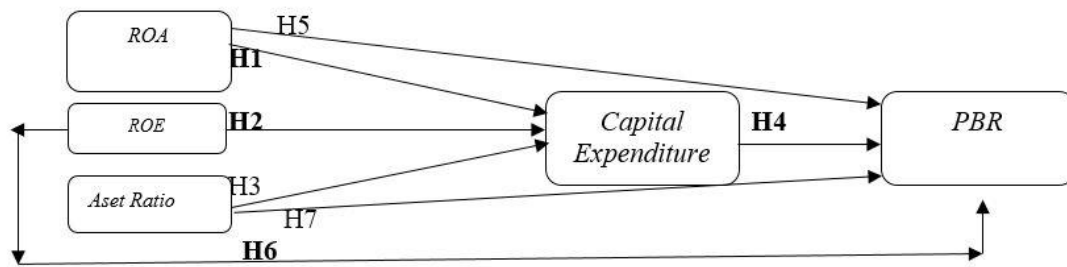 ROA
H5
H1
ROE
H2
Capital
Expenditure
H4
PBR
Aset Ratio
H3
H7
H6